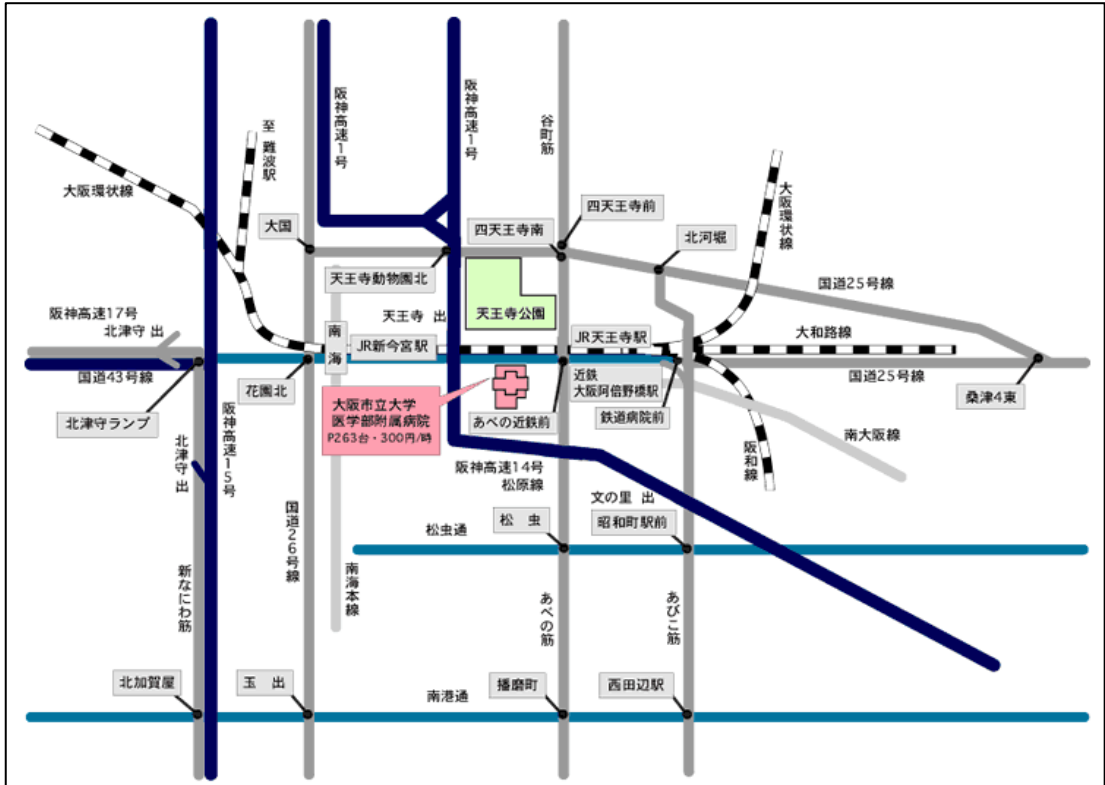 阪神高速1号
阪神高速1号
谷町筋
至 難波駅
大阪環状線
大国
四天王寺前
四天王寺南
北河堀
大阪環状線
天王寺動物園北
国道25号線
阪神高速17号
北津守 出
天王寺 出
天王寺公園
南海
JR新今宮駅
JR天王寺駅
大和路線
国道43号線
花園北
近鉄
大阪阿倍野橋駅
国道25号線
北津守ランプ
大阪市立大学
医学部附属病院
P263台・300円/時
あべの近鉄前
鉄道病院前
桑津4東
阪神高速15号
北津守 出
南大阪線
阪和線
阪神高速14号
松原線
文の里 出
国道26号線
松虫通
松 虫
昭和町駅前
新なにわ筋
南海本線
あべの筋
あびこ筋
北加賀屋
玉 出
南港通
播磨町
西田辺駅